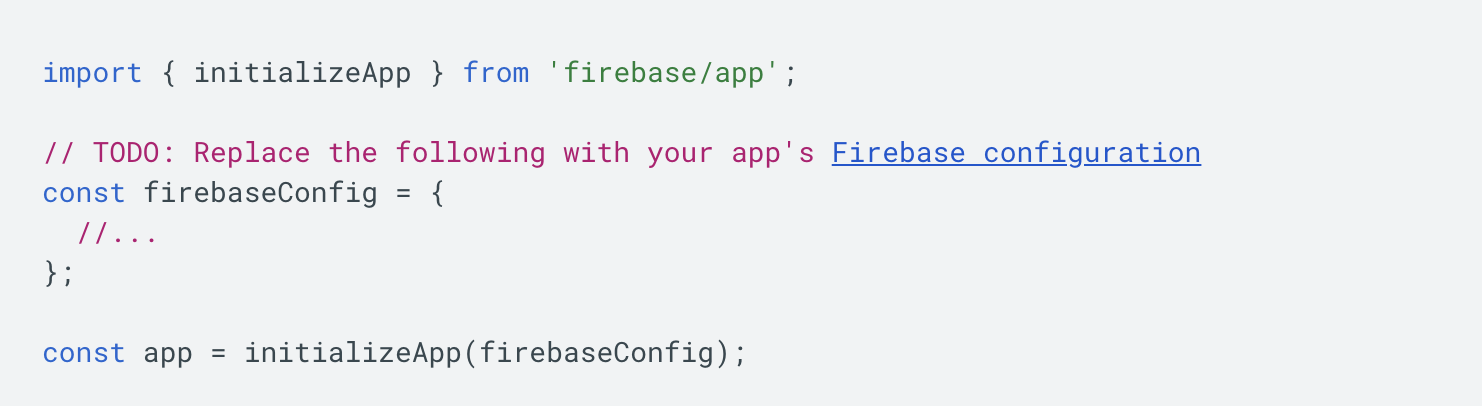 import { initializeApp } from 'firebase/app';
// TODO: Replace the following with your app's Firebase configuration
const firebaseConfig = {
  //...
};
const app = initializeApp(firebaseConfig);